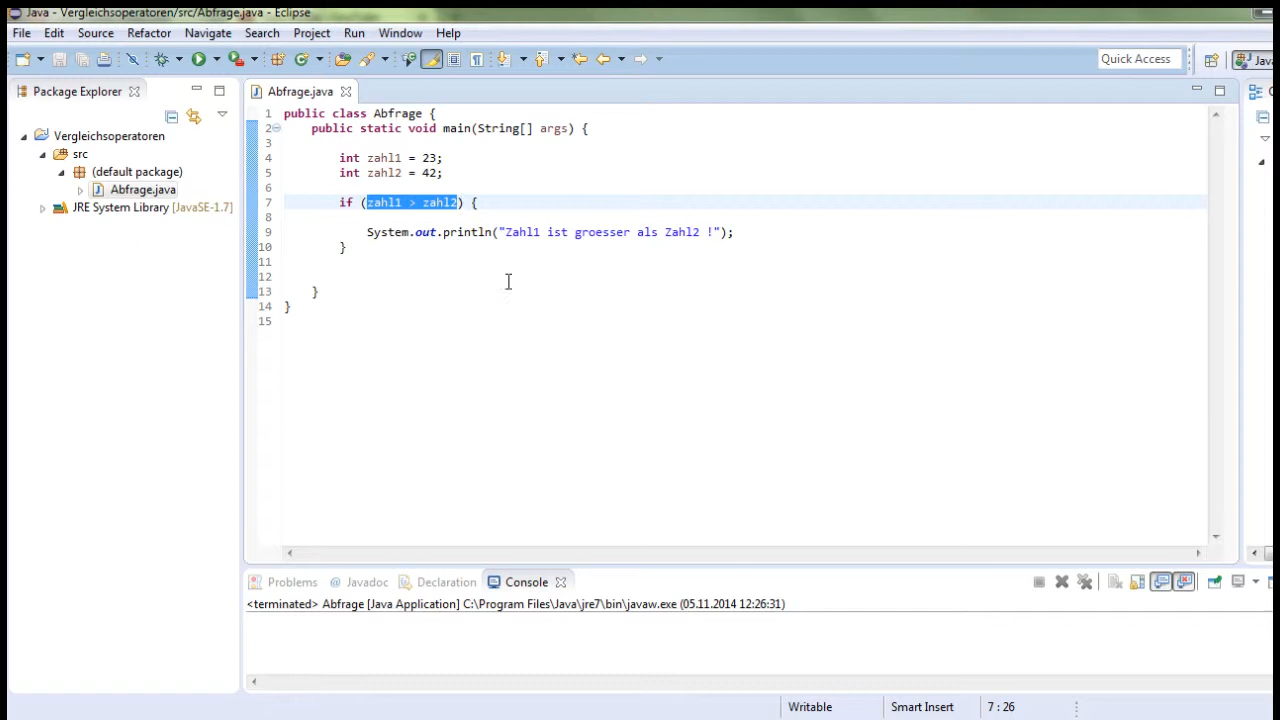 Java - Vergleichsoperatoren/src/Abfrage.java - Eclipse
File Edit Source Refactor Navigate Search Project Run Window Help
Quick Access
Java
Package Explorer
Abfrage.java
Vergleichsoperatoren
src
(default package)
Abfrage.java
JRE System Library [JavaSE-1.7]
1 public class Abfrage {
2 public static void main(String[] args) {
3
4 int zahl1 = 23;
5 int zahl2 = 42;
6
7 if (zahl1 > zahl2) {
8
9 System.out.println("Zahl1 ist groesser als Zahl2 !");
10 }
11
12
13 }
14 }
15
Problems @ Javadoc Declaration Console
<terminated> Abfrage [Java Application] C:\Program Files\Java\jre7\bin\javaw.exe (05.11.2014 12:26:31)
Writable Smart Insert 7 : 26